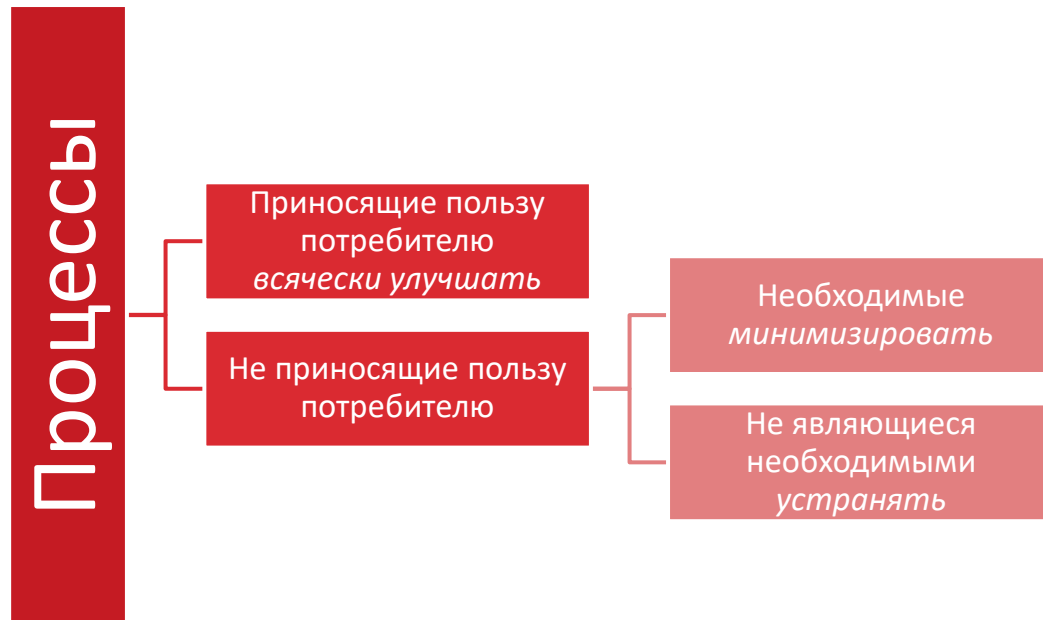 Процессы
Приносящие пользу
потребителю
всячески улучшать
Не приносящие пользу
потребителю
Необходимые
минимизировать
Не являющиеся
необходимыми
устранять